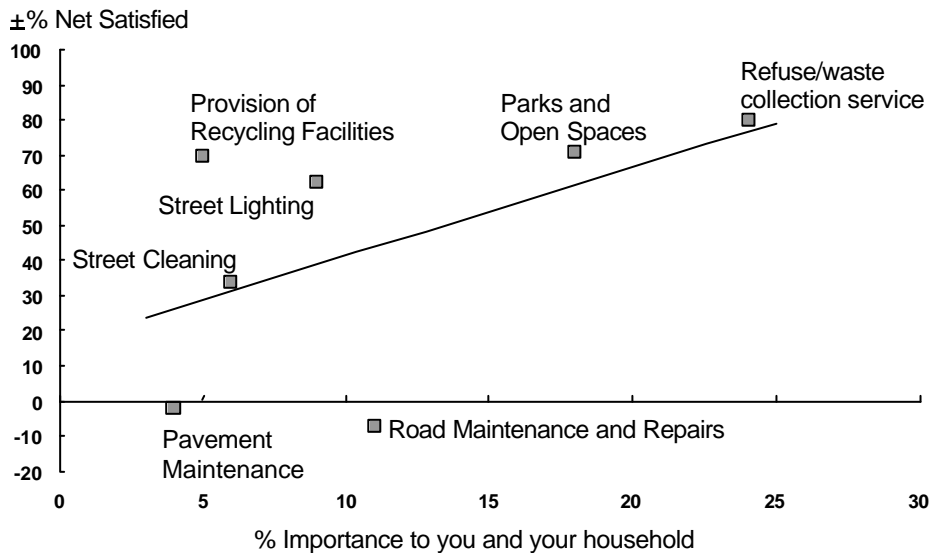 ±% Net Satisfied
100
90
80
70
60
50
40
30
20
10
0
-10
-20
Refuse/waste
collection service
Provision of
Recycling Facilities
Parks and
Open Spaces
Street Lighting
Street Cleaning
Pavement
Maintenance
Road Maintenance and Repairs
0 5 10 15 20 25 30
% Importance to you and your household